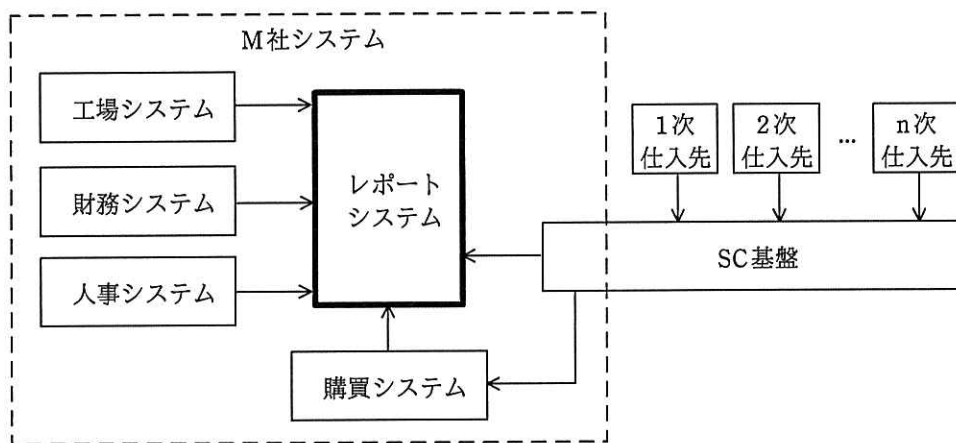 M社システム
工場システム
財務システム
人事システム
レポート
システム
購買システム
1次
仕入先
2次
仕入先
…
n次
仕入先
SC基盤